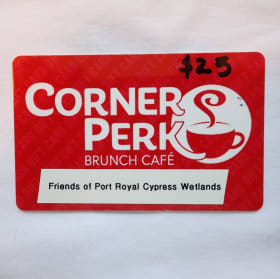 $25
CORNER
PERK
BRUNCH CAFÉ
Friends of Port Royal Cypress Wetlands